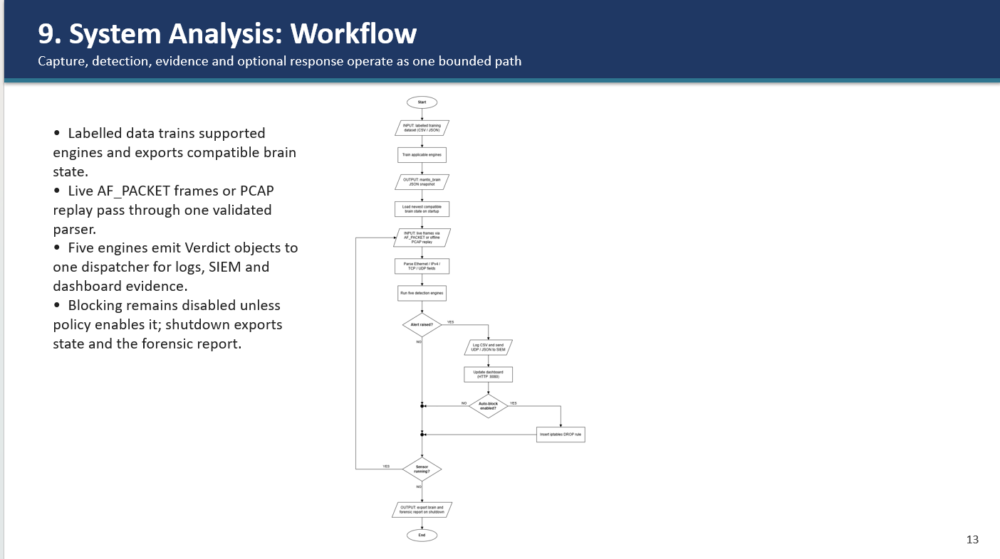 9. System Analysis: Workflow
Capture, detection, evidence and optional response operate as one bounded path
• Labelled data trains supported
engines and exports compatible brain
state.
• Live AF_PACKET frames or PCAP
replay pass through one validated
parser.
• Five engines emit Verdict objects to
one dispatcher for logs, SIEM and
dashboard evidence.
• Blocking remains disabled unless
policy enables it; shutdown exports
state and the forensic report.
Start
INPUT: labelled training
dataset (CSV / JSON)
Train applicable engines
OUTPUT: mantis_brain
JSON snapshot
Load newest compatible
brain state on startup
INPUT: live frames via
AF_PACKET or offline
PCAP replay
Parse Ethernet / IPv4 /
TCP / UDP fields
Run five detection engines
Alert raised?
YES
NO
Log CSV and send
UDP / JSON to SIEM
Update dashboard
(HTTP :8080)
Auto-block
enabled?
NO
YES
Insert iptables DROP rule
Sensor
running?
YES
NO
OUTPUT: export brain and
forensic report on shutdown
End
13